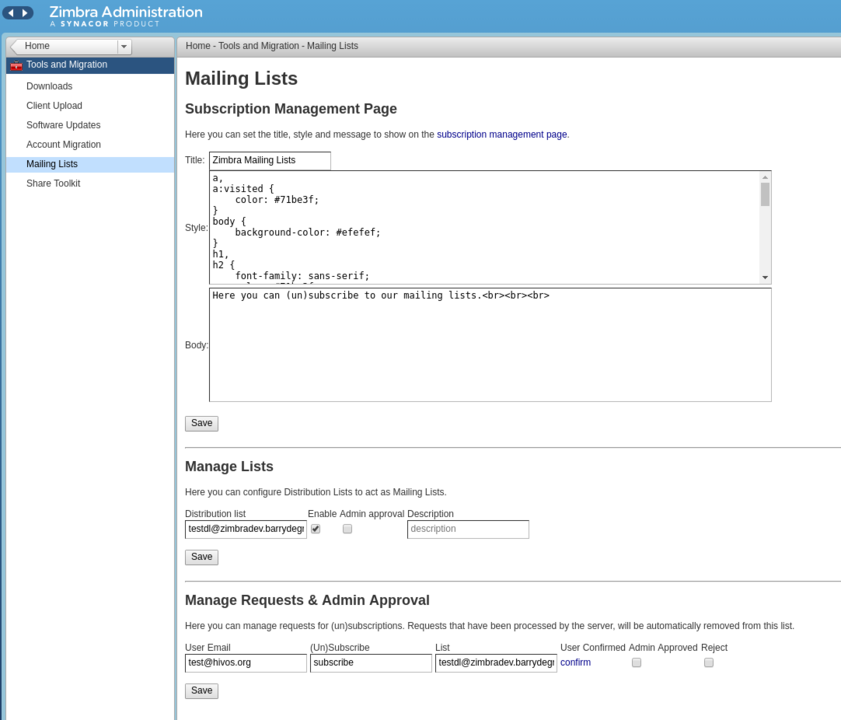 Zimbra Administration
A SYNACOR PRODUCT
Home
Home - Tools and Migration - Mailing Lists
Tools and Migration
Downloads
Client Upload
Software Updates
Account Migration
Mailing Lists
Share Toolkit
Mailing Lists
Subscription Management Page
Here you can set the title, style and message to show on the subscription management page.
Title: Zimbra Mailing Lists
Style:
a,
a:visited {
    color: #71be3f;
}
body {
    background-color: #efefef;
}
h1,
h2 {
    font-family: sans-serif;
Body:
Here you can (un)subscribe to our mailing lists.<br><br><br>
Save
Manage Lists
Here you can configure Distribution Lists to act as Mailing Lists.
Distribution list Enable Admin approval Description
testdl@zimbradev.barrydegr description
Save
Manage Requests & Admin Approval
Here you can manage requests for (un)subscriptions. Requests that have been processed by the server, will be automatically removed from this list.
User Email (Un)Subscribe List User Confirmed Admin Approved Reject
test@hivos.org subscribe testdl@zimbradev.barrydegr confirm
Save